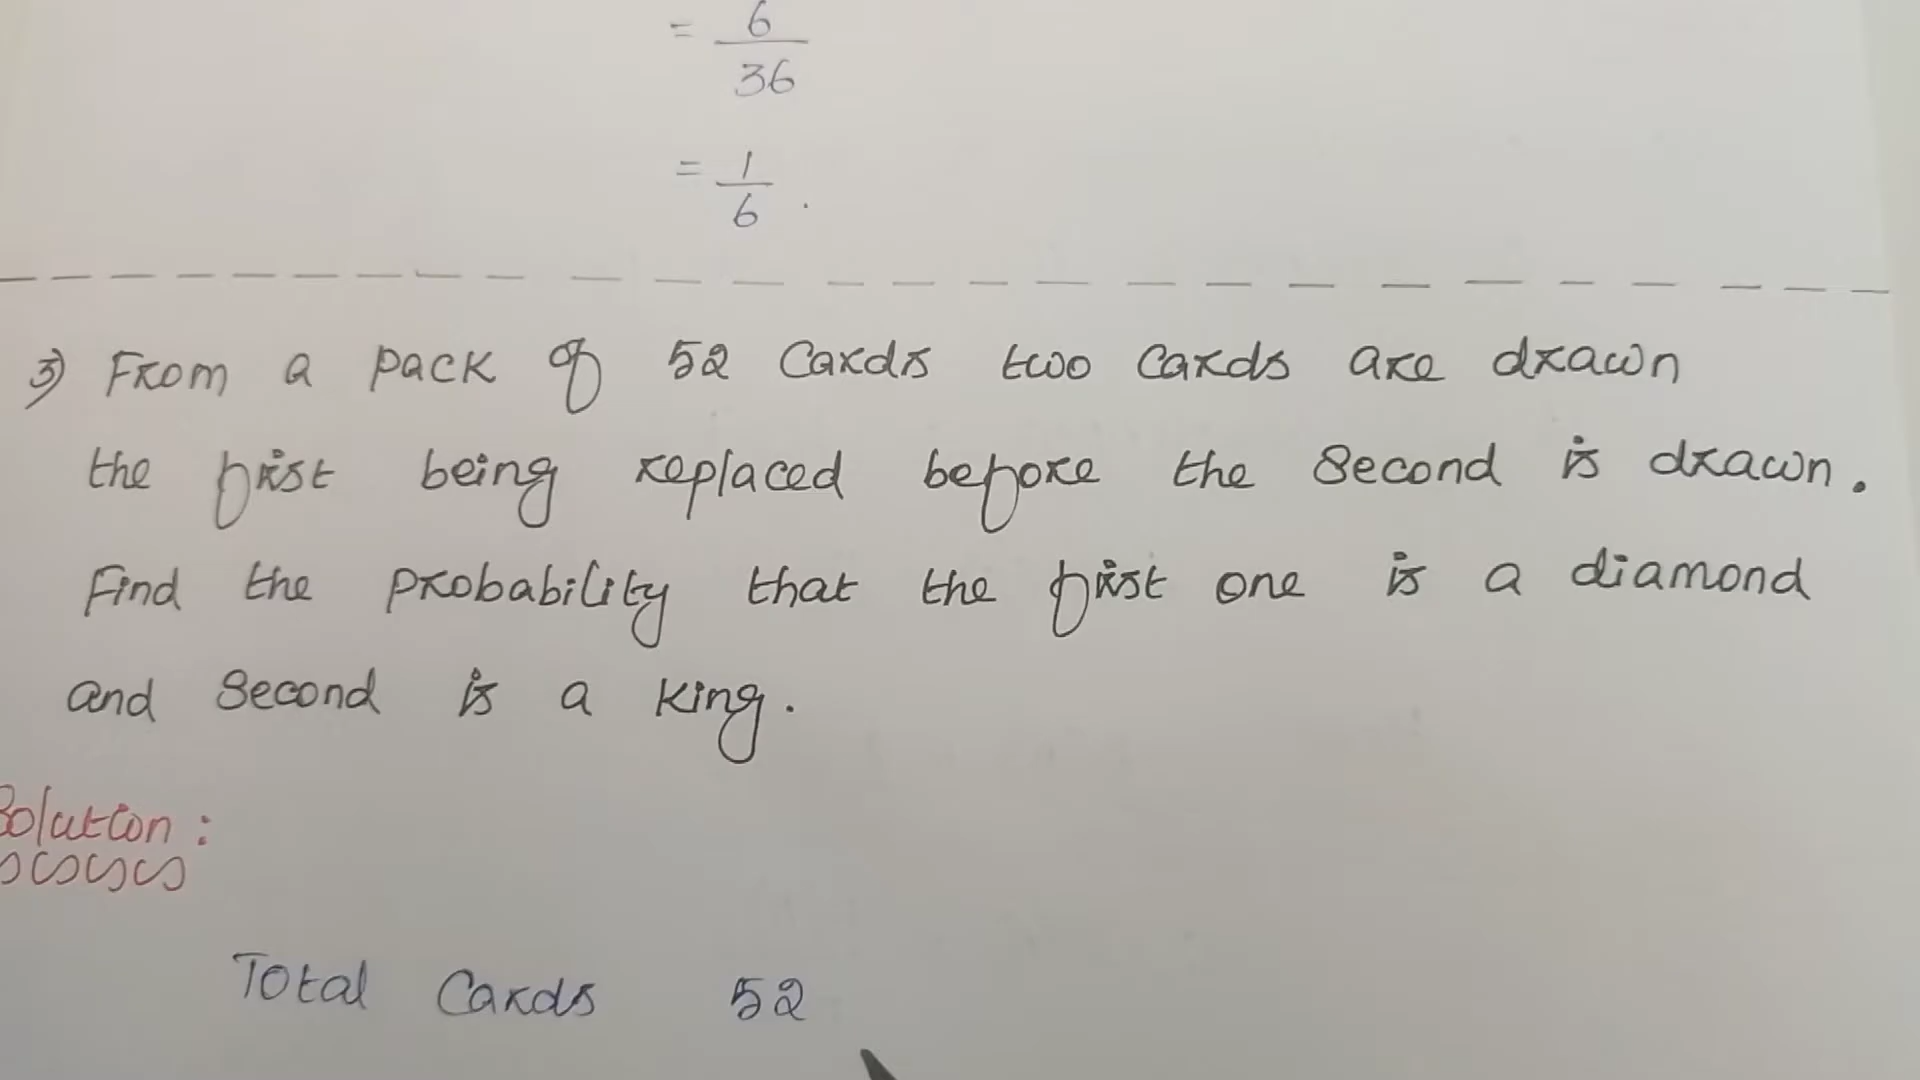 = 6
36
= 1
6 .
3) From a pack of 52 Cards two cards are drawn
the first being replaced before the second is drawn.
Find the probability that the first one is a diamond
and second is a king.
Solution :
Total Cards 52